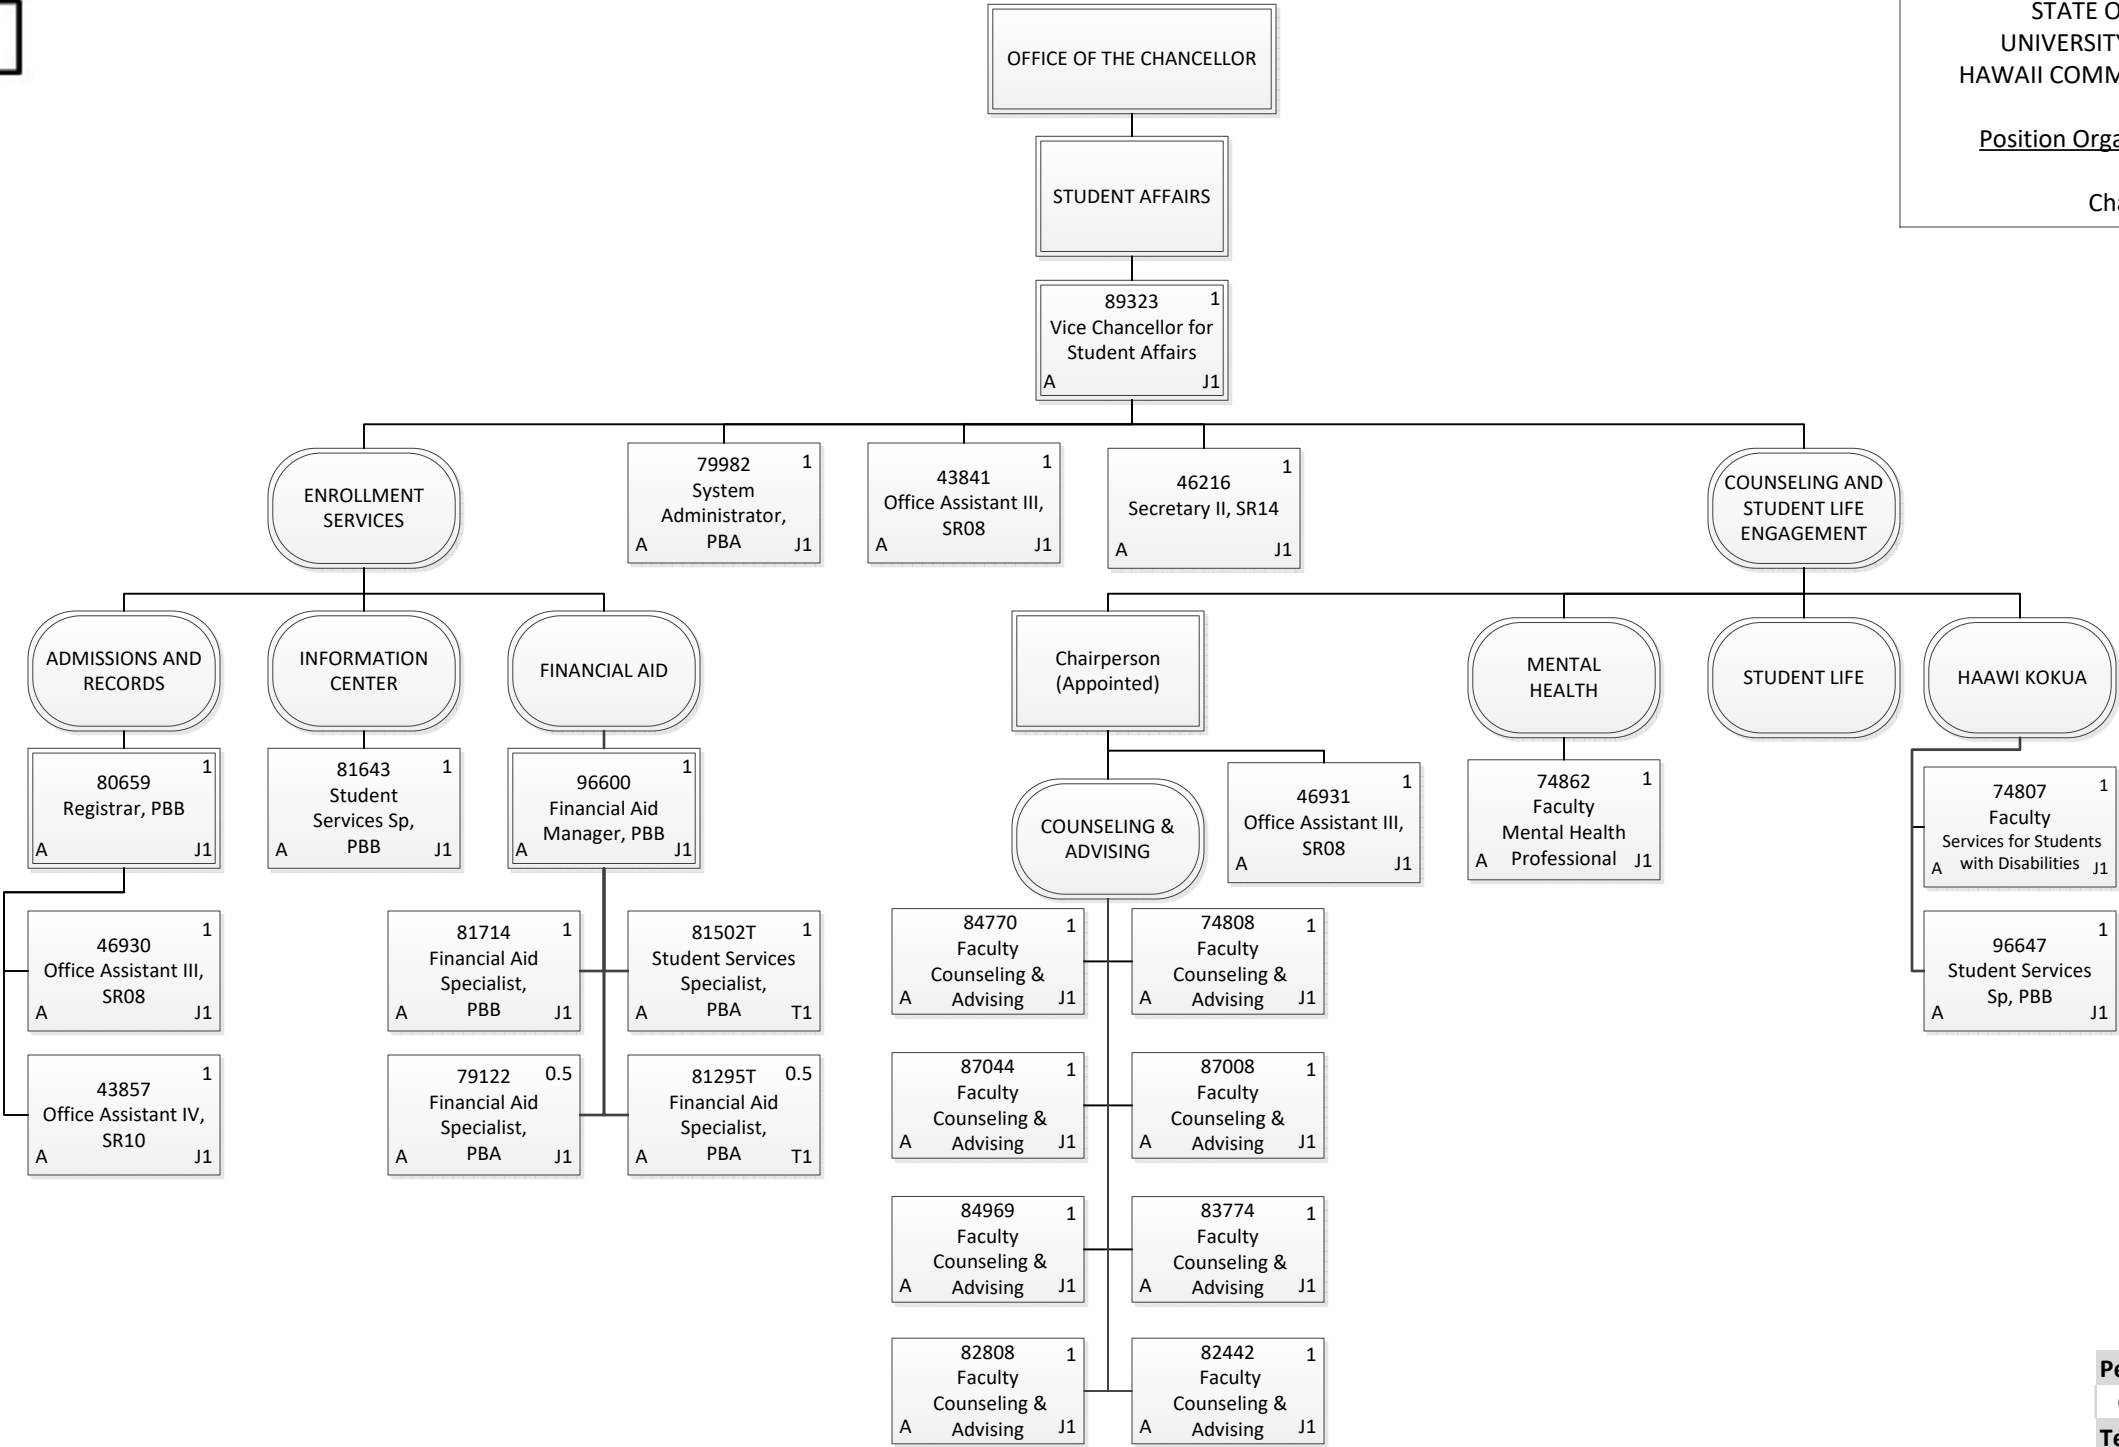 OFFICE OF THE CHANCELLOR
STATE O
UNIVERSITY
HAWAII COMM
Position Orga
Cha
STUDENT AFFAIRS
89323 1
Vice Chancellor for
Student Affairs
A J1
ENROLLMENT
SERVICES
79982 1
System
Administrator,
PBA
A J1
43841 1
Office Assistant III,
SR08
A J1
46216 1
Secretary II, SR14
A J1
COUNSELING AND
STUDENT LIFE
ENGAGEMENT
ADMISSIONS AND
RECORDS
INFORMATION
CENTER
FINANCIAL AID
Chairperson
(Appointed)
MENTAL
HEALTH
STUDENT LIFE
HAAWI KOKUA
80659 1
Registrar, PBB
A J1
81643 1
Student
Services Sp,
PBB
A J1
96600 1
Financial Aid
Manager, PBB
A J1
COUNSELING &
ADVISING
46931 1
Office Assistant III,
SR08
A J1
74862 1
Faculty
Mental Health
A Professional J1
74807 1
Faculty
Services for Students
A with Disabilities J1
46930 1
Office Assistant III,
SR08
A J1
81714 1
Financial Aid
Specialist,
A PBB J1
81502T 1
Student Services
Specialist,
A PBA T1
84770 1
Faculty
Counseling &
A Advising J1
74808 1
Faculty
Counseling &
A Advising J1
96647 1
Student Services
Sp, PBB
A J1
43857 1
Office Assistant IV,
SR10
A J1
79122 0.5
Financial Aid
Specialist,
A PBA J1
81295T 0.5
Financial Aid
Specialist,
A PBA T1
87044 1
Faculty
Counseling &
A Advising J1
87008 1
Faculty
Counseling &
A Advising J1
84969 1
Faculty
Counseling &
A Advising J1
83774 1
Faculty
Counseling &
A Advising J1
82808 1
Faculty
Counseling &
A Advising J1
82442 1
Faculty
Counseling &
A Advising J1
Pe
Te